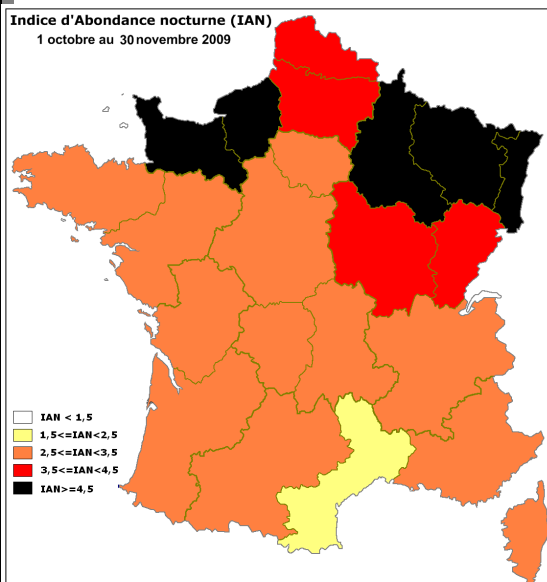 Indice d'Abondance nocturne (IAN)
1 octobre au 30 novembre 2009
IAN < 1,5
1,5<=IAN<2,5
2,5<=IAN<3,5
3,5<=IAN<4,5
IAN>=4,5